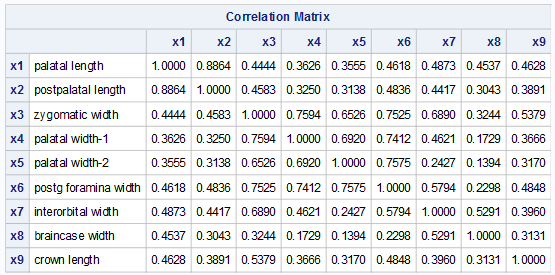 Correlation Matrix
x1 x2 x3 x4 x5 x6 x7 x8 x9
x1 palatal length 1.0000 0.8864 0.4444 0.3626 0.3555 0.4618 0.4873 0.4537 0.4628
x2 postpalatal length 0.8864 1.0000 0.4583 0.3250 0.3138 0.4836 0.4417 0.3043 0.3891
x3 zygomatic width 0.4444 0.4583 1.0000 0.7594 0.6526 0.7525 0.6890 0.3244 0.5379
x4 palatal width-1 0.3626 0.3250 0.7594 1.0000 0.6920 0.7412 0.4621 0.1729 0.3666
x5 palatal width-2 0.3555 0.3138 0.6526 0.6920 1.0000 0.7575 0.2427 0.1394 0.3170
x6 postg foramina width 0.4618 0.4836 0.7525 0.7412 0.7575 1.0000 0.5794 0.2298 0.4848
x7 interorbital width 0.4873 0.4417 0.6890 0.4621 0.2427 0.5794 1.0000 0.5291 0.3960
x8 braincase width 0.4537 0.3043 0.3244 0.1729 0.1394 0.2298 0.5291 1.0000 0.3131
x9 crown length 0.4628 0.3891 0.5379 0.3666 0.3170 0.4848 0.3960 0.3131 1.0000